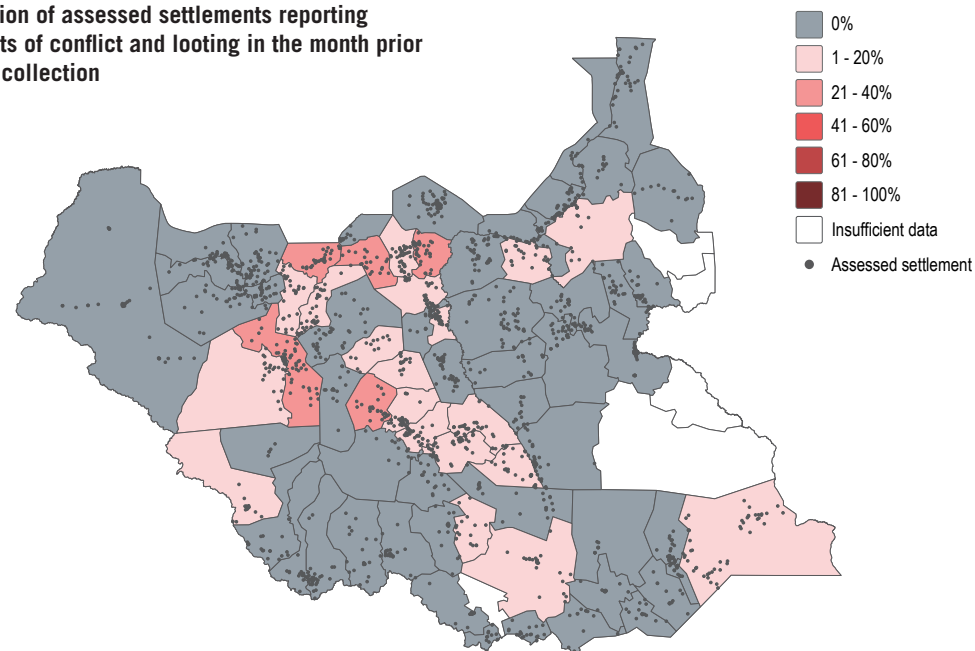 ion of assessed settlements reporting
ts of conflict and looting in the month prior
collection
0%
1 - 20%
21 - 40%
41 - 60%
61 - 80%
81 - 100%
Insufficient data
Assessed settlement